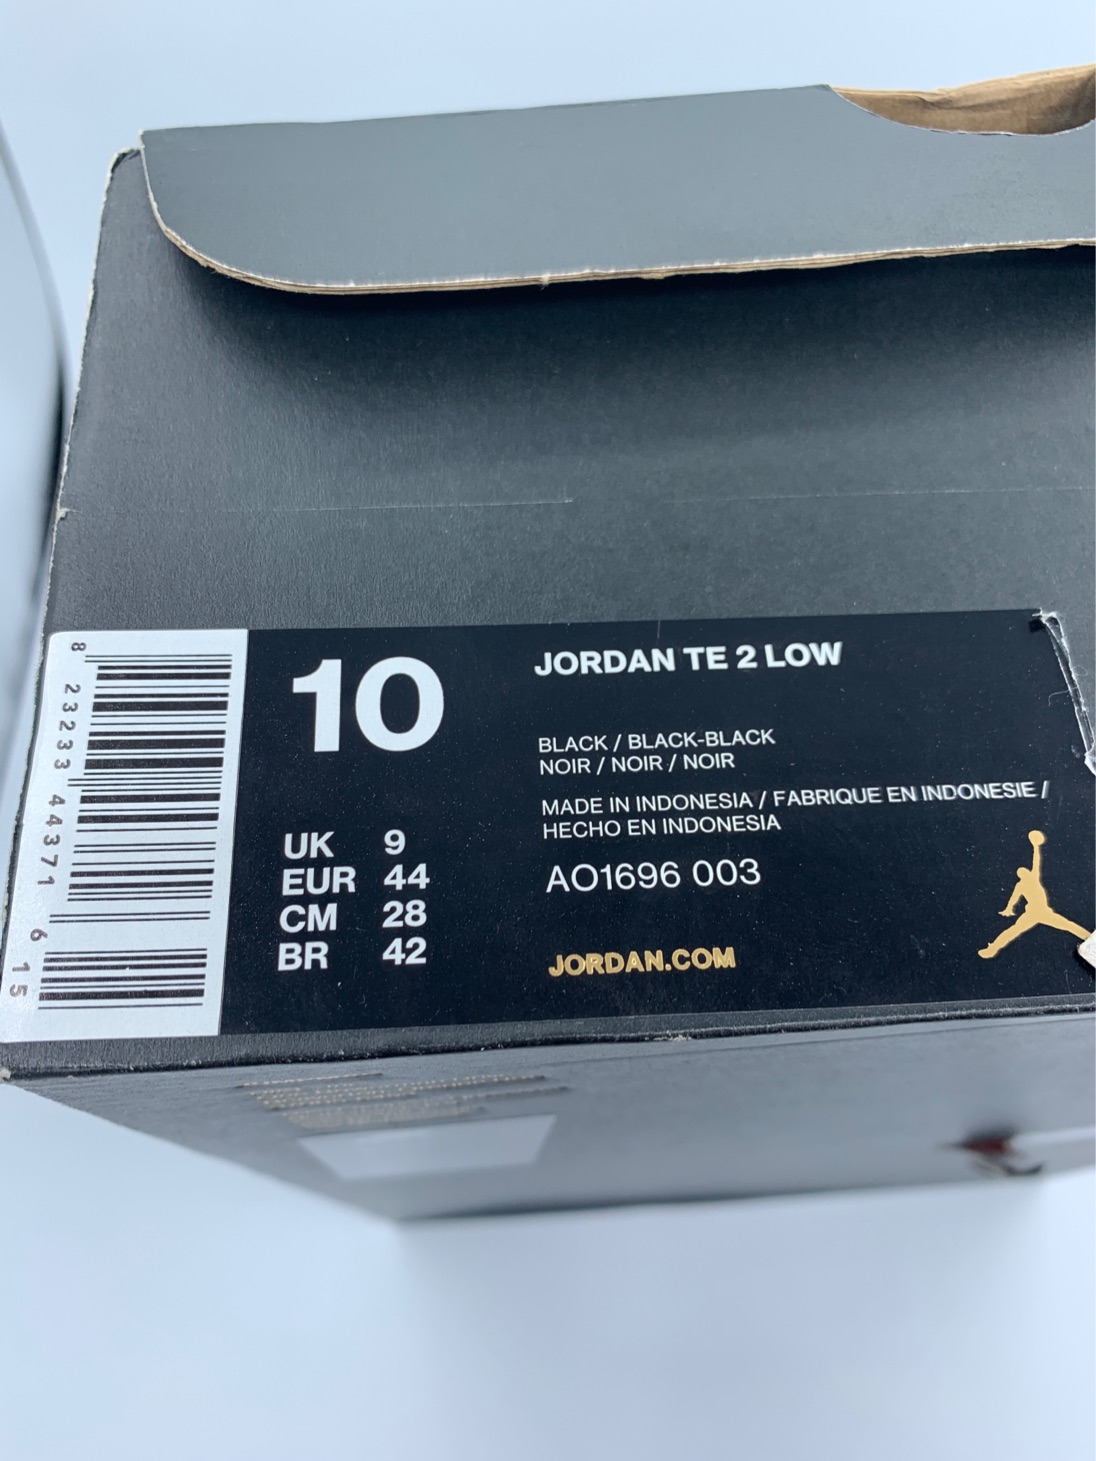 8 23233 44371 6 15
10
JORDAN TE 2 LOW
BLACK / BLACK-BLACK
NOIR / NOIR / NOIR
MADE IN INDONESIA / FABRIQUE EN INDONESIE /
HECHO EN INDONESIA
UK 9
EUR 44
CM 28
BR 42
AO1696 003
JORDAN.COM